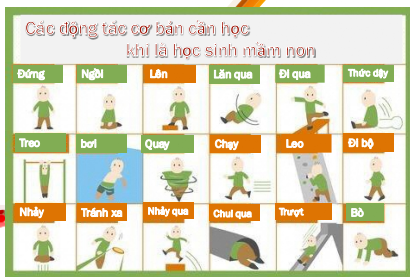 Các động tác cơ bản cần học
khi là học sinh mầm non
Đứng Ngồi Lên Lăn qua Đi qua Thức dậy
Treo bơi Quay Chạy Leo Đi bộ
Nhảy Tránh xa Nhảy qua Chui qua Trượt Bò